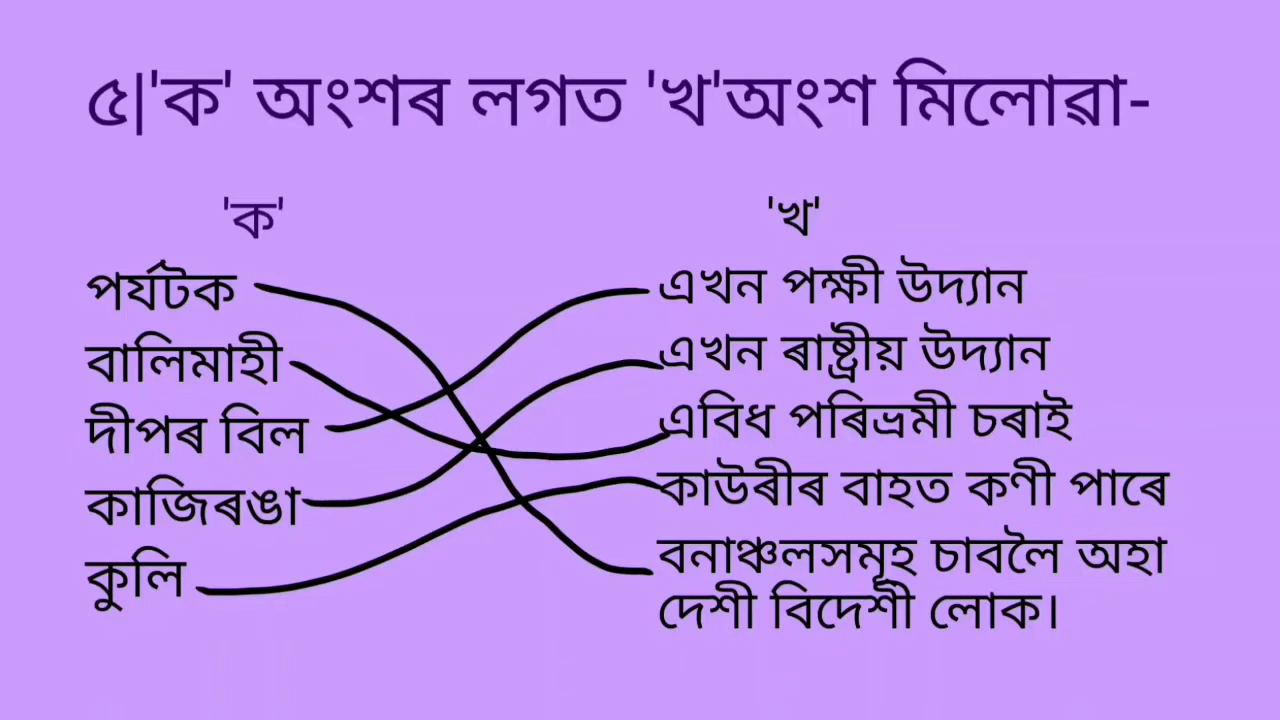 ৫|'ক' অংশৰ লগত 'খ'অংশ মিলোৱা-
'ক'
'খ'
পৰ্যটক
এখন পক্ষী উদ্যান
বালিমাহী
এখন ৰাষ্ট্ৰীয় উদ্যান
দীপৰ বিল
এবিধ পৰিভ্ৰমী চৰাই
কাজিৰঙা
কাউৰীৰ বাহত কণী পাৰে
কুলি
বনাঞ্চলসমূহ চাবলৈ অহা
দেশী বিদেশী লোক।